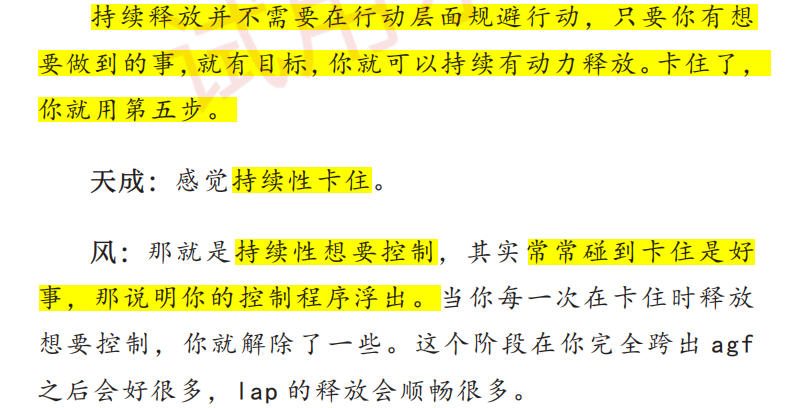 持续释放并不需要在行动层面规避行动，只要你有想
要做到的事,就有目标,你就可以持续有动力释放。卡住了，
你就用第五步。
天成：感觉持续性卡住。
风：那就是持续性想要控制，其实常常碰到卡住是好
事，那说明你的控制程序浮出。当你每一次在卡住时释放
想要控制，你就解除了一些。这个阶段在你完全跨出 agf
之后会好很多，lap 的释放会顺畅很多。
试用